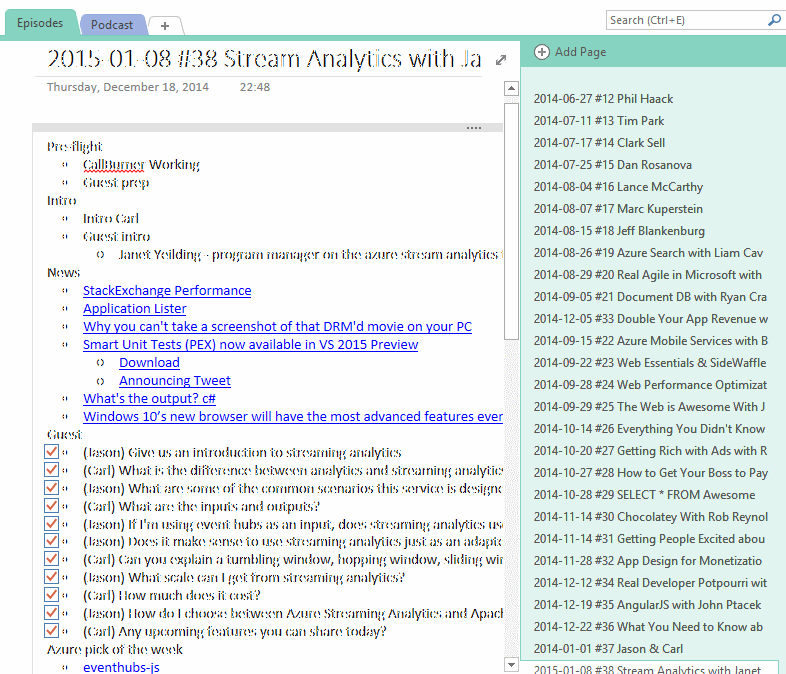 Episodes
Podcast
+
Search (Ctrl+E)
2015-01-08 #38 Stream Analytics with Ja
Thursday, December 18, 2014 22:48
Pre-flight
CallBurner Working
Guest prep
Intro
Intro Carl
Guest intro
Janet Yeilding - program manager on the azure stream analytics
News
StackExchange Performance
Application Lister
Why you can't take a screenshot of that DRM'd movie on your PC
Smart Unit Tests (PEX) now available in VS 2015 Preview
Download
Announcing Tweet
What's the output? c#
Windows 10's new browser will have the most advanced features ever
Guest
(Jason) Give us an introduction to streaming analytics
(Carl) What is the difference between analytics and streaming analytics
(Jason) What are some of the common scenarios this service is designe
(Carl) What are the inputs and outputs?
(Jason) If I'm using event hubs as an input, does streaming analytics use
(Jason) Does it make sense to use streaming analytics just as an adapte
(Carl) Can you explain a tumbling window, hopping window, sliding win
(Jason) What scale can I get from streaming analytics?
(Carl) How much does it cost?
(Jason) How do I choose between Azure Streaming Analytics and Apach
(Carl) Any upcoming features you can share today?
Azure pick of the week
eventhubs-js
Add Page
2014-06-27 #12 Phil Haack
2014-07-11 #13 Tim Park
2014-07-17 #14 Clark Sell
2014-07-25 #15 Dan Rosanova
2014-08-04 #16 Lance McCarthy
2014-08-07 #17 Marc Kuperstein
2014-08-15 #18 Jeff Blankenburg
2014-08-26 #19 Azure Search with Liam Cav
2014-08-29 #20 Real Agile in Microsoft with
2014-09-05 #21 Document DB with Ryan Cra
2014-12-05 #33 Double Your App Revenue w
2014-09-15 #22 Azure Mobile Services with B
2014-09-22 #23 Web Essentials & SideWaffle
2014-09-28 #24 Web Performance Optimizat
2014-09-29 #25 The Web is Awesome With J
2014-10-14 #26 Everything You Didn't Know
2014-10-20 #27 Getting Rich with Ads with R
2014-10-27 #28 How to Get Your Boss to Pay
2014-10-28 #29 SELECT * FROM Awesome
2014-11-14 #30 Chocolatey With Rob Reynol
2014-11-14 #31 Getting People Excited abou
2014-11-28 #32 App Design for Monetizatio
2014-12-12 #34 Real Developer Potpourri wit
2014-12-19 #35 AngularJS with John Ptacek
2014-12-22 #36 What You Need to Know ab
2014-01-01 #37 Jason & Carl
2015-01-08 #38 Stream Analytics with Janet